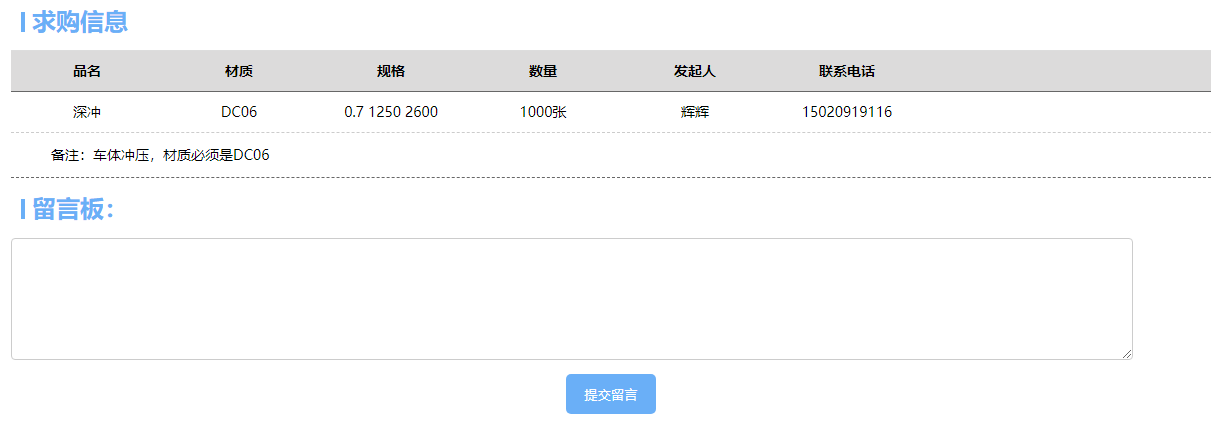 求购信息
品名 材质 规格 数量 发起人 联系电话
深冲 DC06 0.7 1250 2600 1000张 辉辉 15020919116
备注：车体冲压，材质必须是DC06
留言板：
提交留言